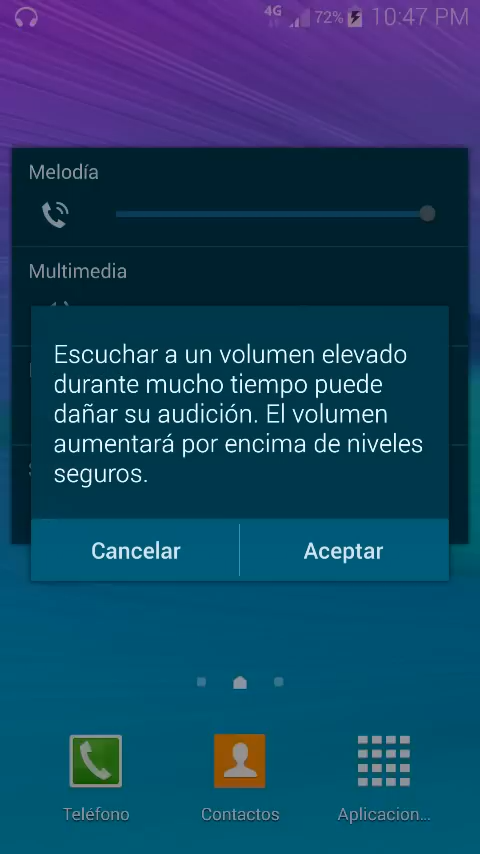 4G 72% 10:47 PM
Melodía
Multimedia
Escuchar a un volumen elevado
durante mucho tiempo puede
dañar su audición. El volumen
aumentará por encima de niveles
seguros.
Cancelar Aceptar
Teléfono Contactos Aplicacion...